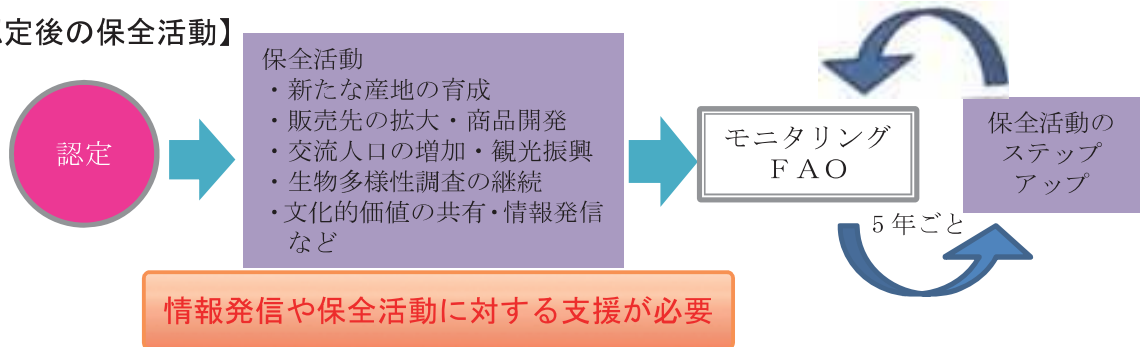 定後の保全活動】
認定
保全活動
・新たな産地の育成
・販売先の拡大・商品開発
・交流人口の増加・観光振興
・生物多様性調査の継続
・文化的価値の共有・情報発信
など
モニタリング
FAO
保全活動の
ステップ
アップ
5年ごと
情報発信や保全活動に対する支援が必要